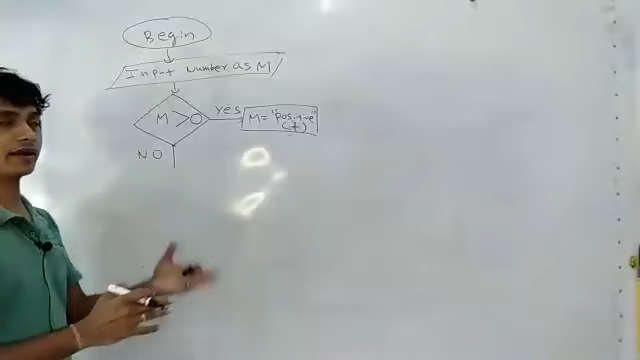 Begin
Input Number as M
M > 0
Yes
M = "positive"
(+)
NO